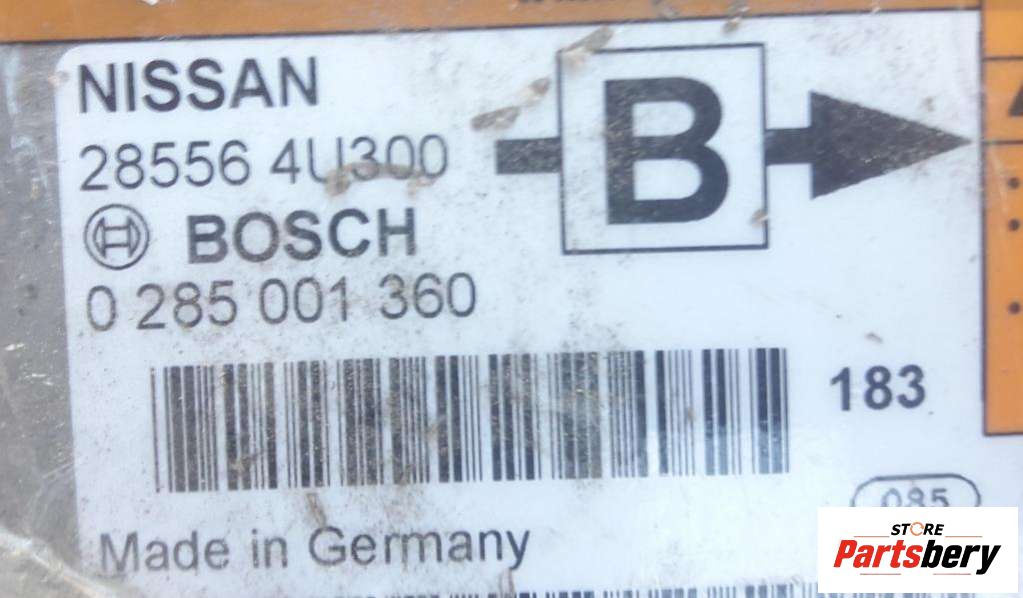 NISSAN
28556 4U300
B
BOSCH
0 285 001 360
183
085
Made in Germany
STORE
Partsbery